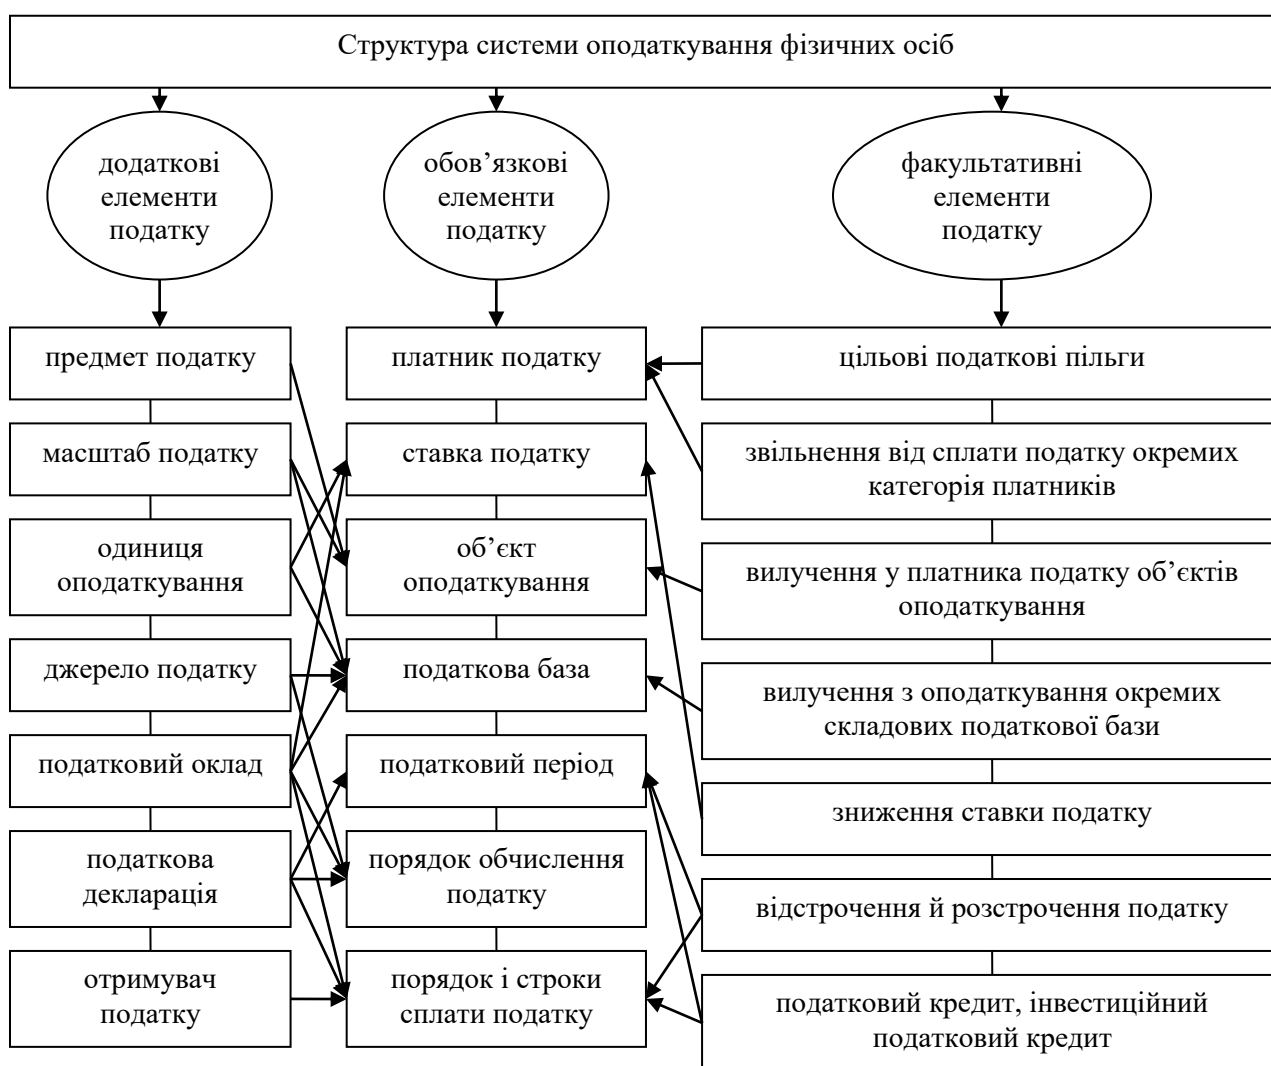 Структура системи оподаткування фізичних осіб
додаткові
елементи
податку
обов’язкові
елементи
податку
факультативні
елементи
податку
предмет податку
масштаб податку
одиниця
оподаткування
джерело податку
податковий оклад
податкова
декларація
отримувач
податку
платник податку
ставка податку
об’єкт
оподаткування
податкова база
податковий період
порядок обчислення
податку
порядок і строки
сплати податку
цільові податкові пільги
звільнення від сплати податку окремих
категорія платників
вилучення у платника податку об’єктів
оподаткування
вилучення з оподаткування окремих
складових податкової бази
зниження ставки податку
відстрочення й розстрочення податку
податковий кредит, інвестиційний
податковий кредит